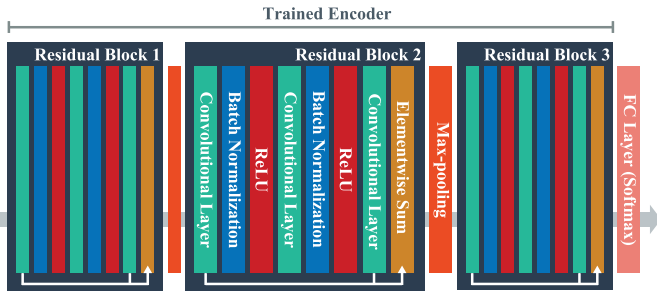 Trained Encoder
Residual Block 1
Residual Block 2
Residual Block 3
Convolutional Layer
Batch Normalization
ReLU
Convolutional Layer
Batch Normalization
ReLU
Convolutional Layer
Elementwise Sum
Max-pooling
FC Layer (Softmax)